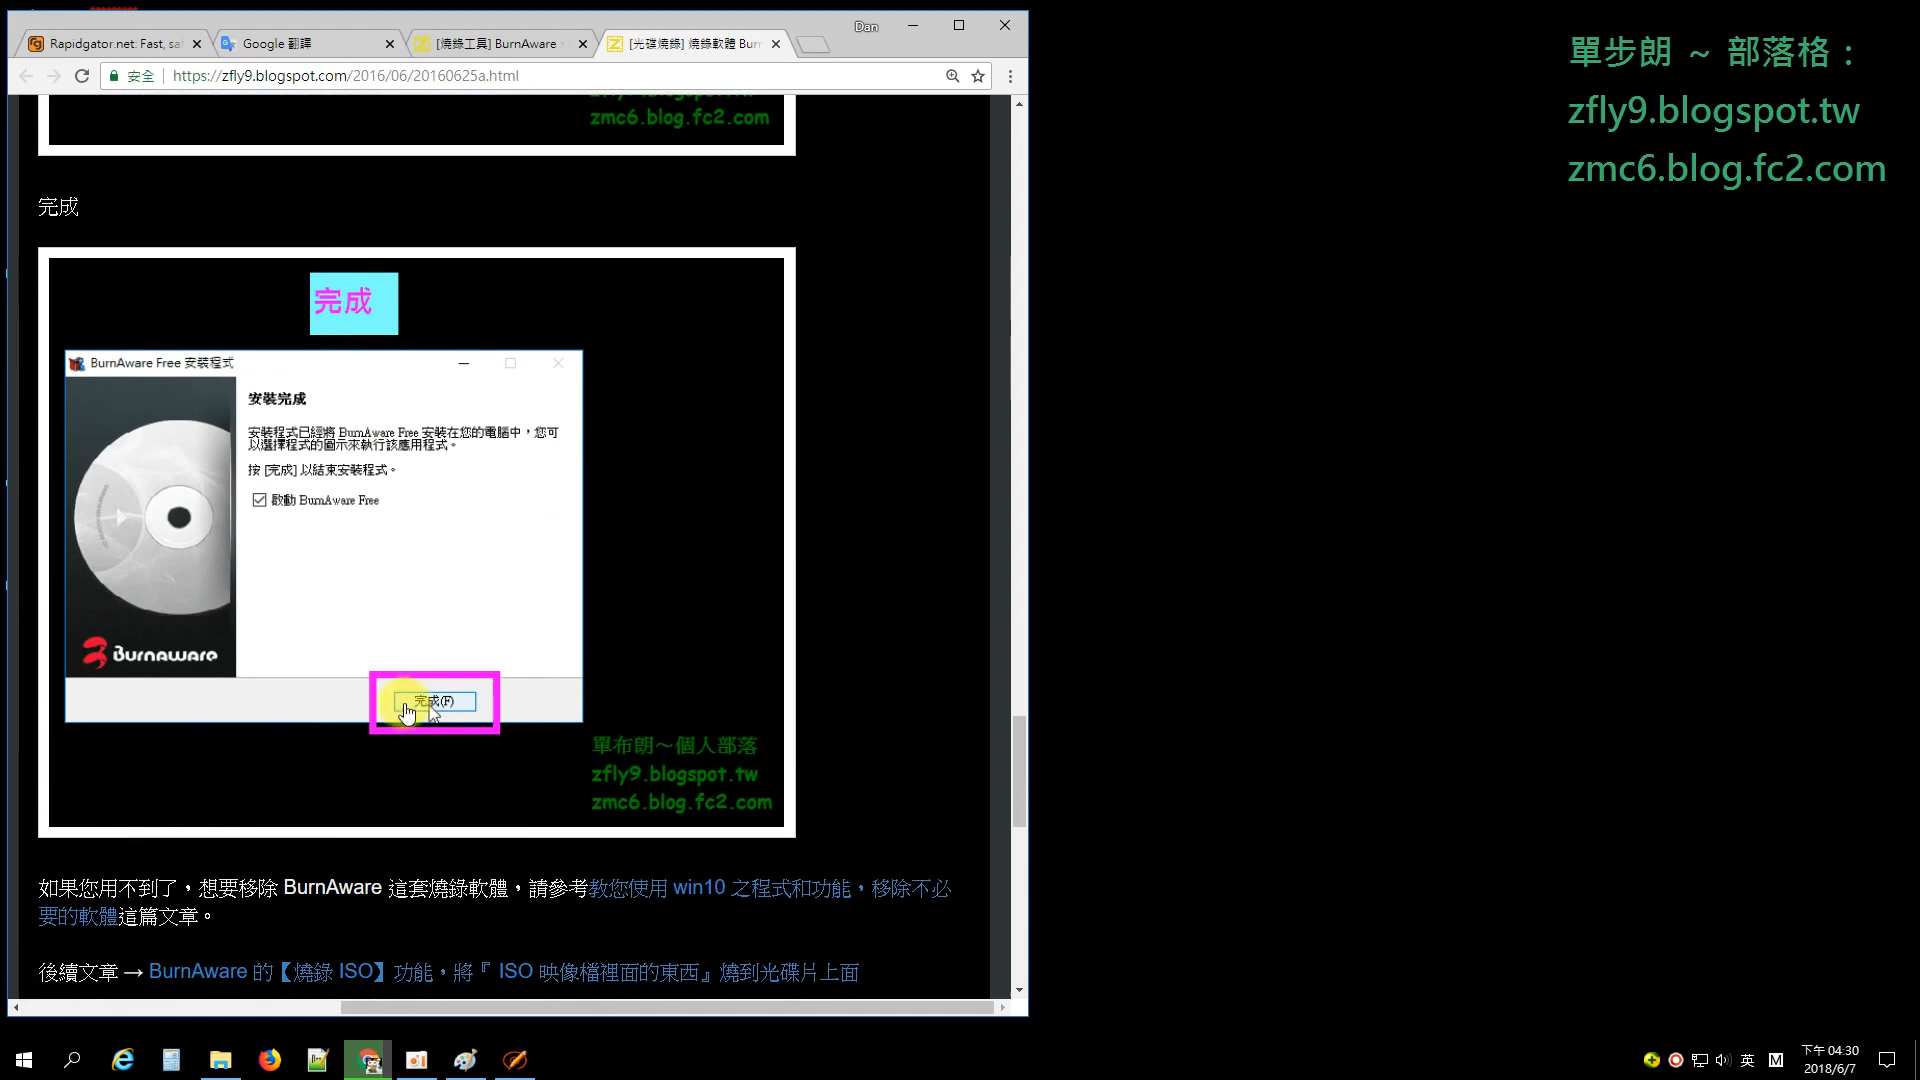 Dan
Rapidgator.net: Fast, saf
Google 翻譯
[燒錄工具] BurnAware
[光碟燒錄] 燒錄軟體 Burn
安全
https://zfly9.blogspot.com/2016/06/20160625a.html
單步朗 ~ 部落格：
zfly9.blogspot.tw
zmc6.blog.fc2.com
zmc6.blog.fc2.com
完成
完成
BurnAware Free 安裝程式
安裝完成
安裝程式已經將 BurnAware Free 安裝在您的電腦中，您可
以選擇程式的圖示來執行該應用程式。
按 [完成] 以結束安裝程式。
啟動 BurnAware Free
Burnaware
完成(F)
單布朗～個人部落
zfly9.blogspot.tw
zmc6.blog.fc2.com
如果您用不到了，想要移除 BurnAware 這套燒錄軟體，請參考教您使用 win10 之程式和功能，移除不必
要的軟體這篇文章。
後續文章 → BurnAware 的【燒錄 ISO】功能，將『 ISO 映像檔裡面的東西』燒到光碟片上面
英
M
下午 04:30
2018/6/7